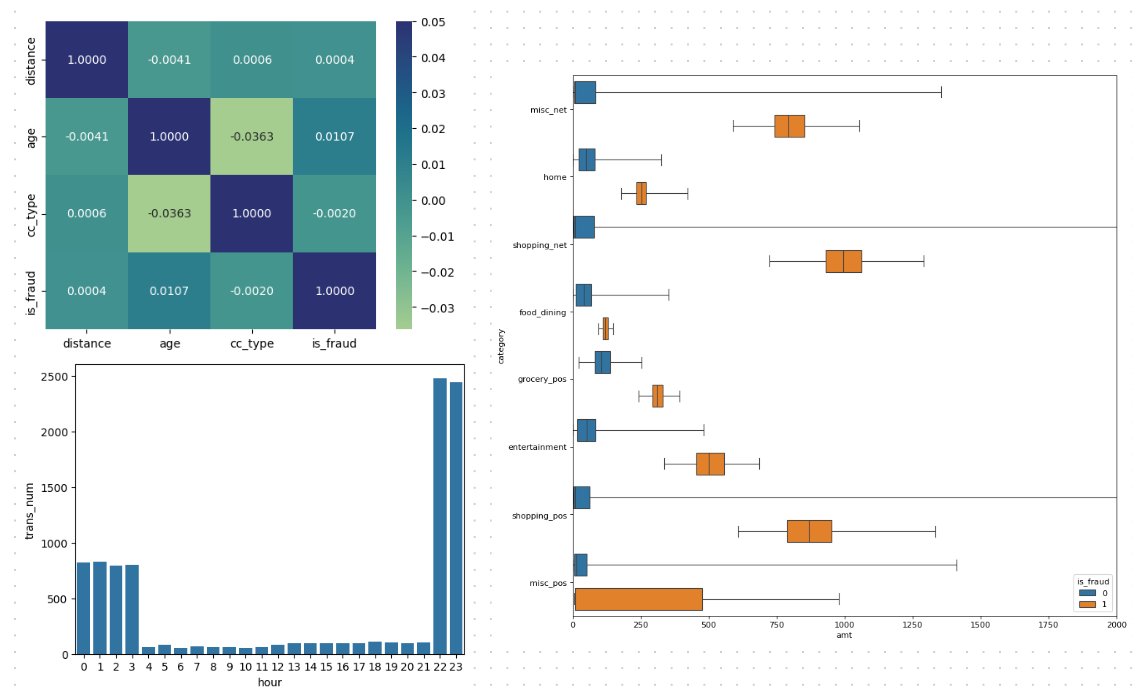 distance
1.0000 -0.0041 0.0006 0.0004
age
-0.0041 1.0000 -0.0363 0.0107
cc_type
0.0006 -0.0363 1.0000 -0.0020
is_fraud
0.0004 0.0107 -0.0020 1.0000
distance age cc_type is_fraud
0.05
0.04
0.03
0.02
0.01
0.00
−0.01
−0.02
−0.03
trans_num
2500
2000
1500
1000
500
0
0 1 2 3 4 5 6 7 8 9 10 11 12 13 14 15 16 17 18 19 20 21 22 23
hour
category
misc_net
home
shopping_net
food_dining
grocery_pos
entertainment
shopping_pos
misc_pos
is_fraud
0
1
0 250 500 750 1000 1250 1500 1750 2000
amt